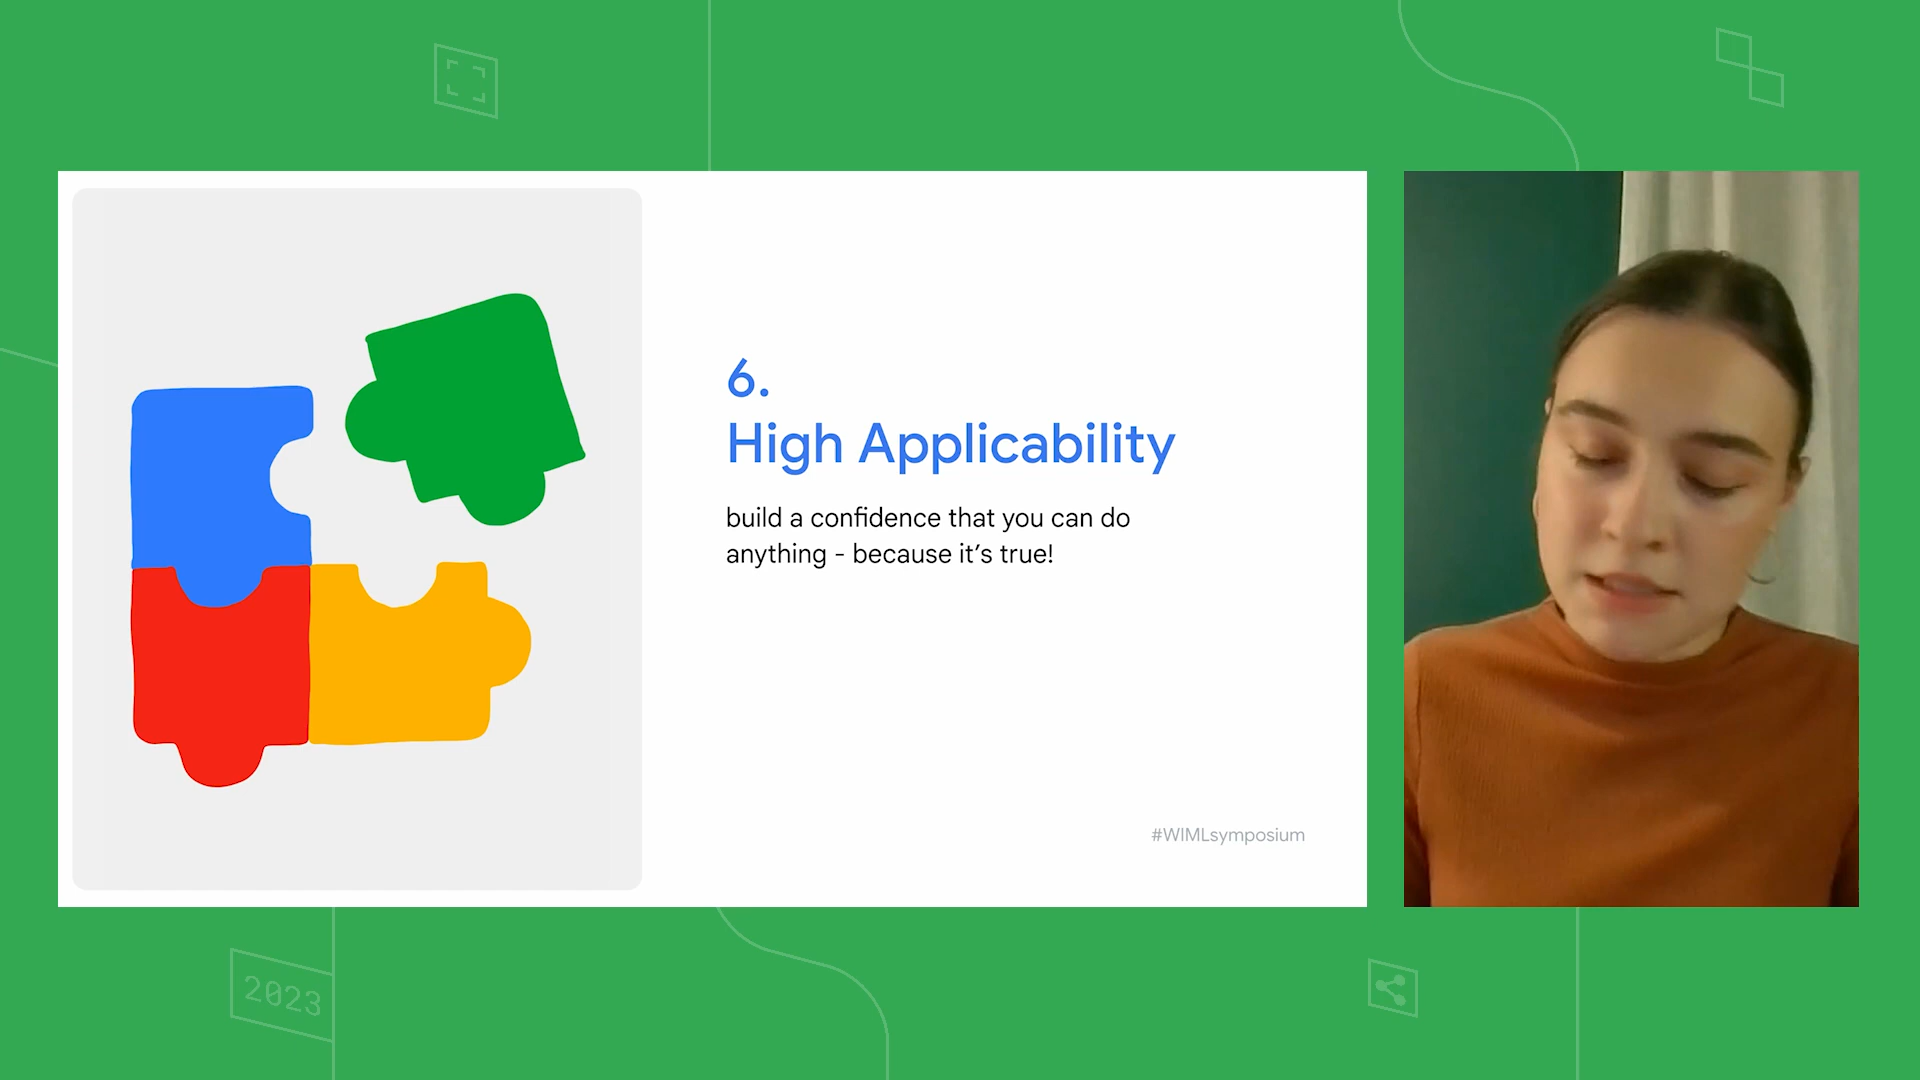 6.
High Applicability
build a confidence that you can do
anything - because it's true!
#WIMLsymposium
2023